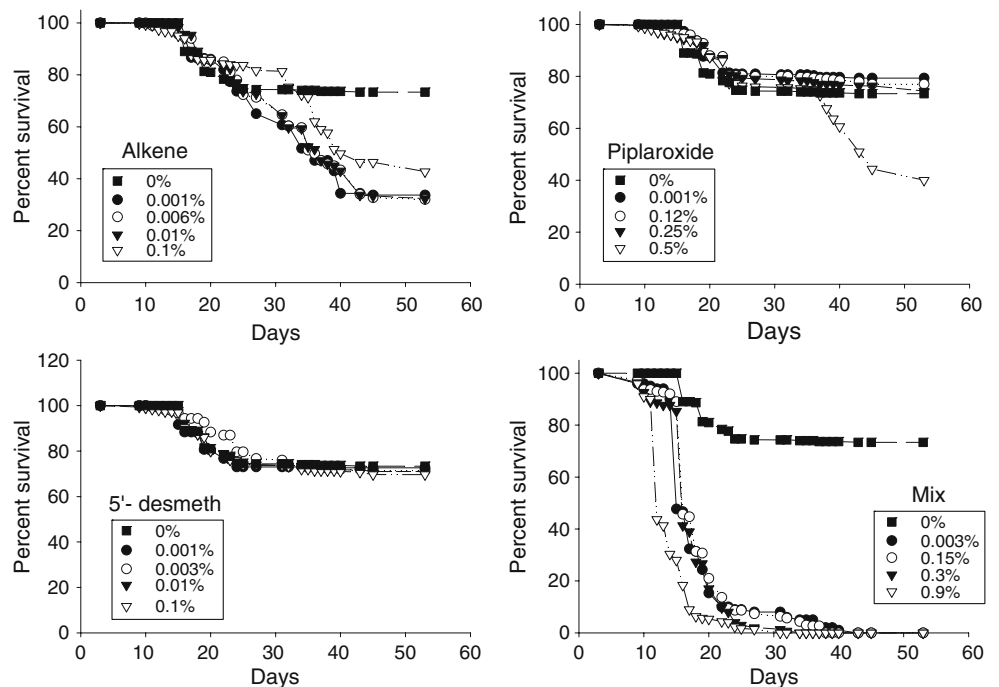 100
80
60
40
20
0
Percent survival
Alkene
0%
0.001%
0.006%
0.01%
0.1%
0 10 20 30 40 50 60
Days
100
80
60
40
20
0
Percent survival
Piplaroxide
0%
0.001%
0.12%
0.25%
0.5%
0 10 20 30 40 50 60
Days
120
100
80
60
40
20
0
Percent survival
5'- desmeth
0%
0.001%
0.003%
0.01%
0.1%
0 10 20 30 40 50 60
Days
100
80
60
40
20
0
Percent survival
Mix
0%
0.003%
0.15%
0.3%
0.9%
0 10 20 30 40 50 60
Days